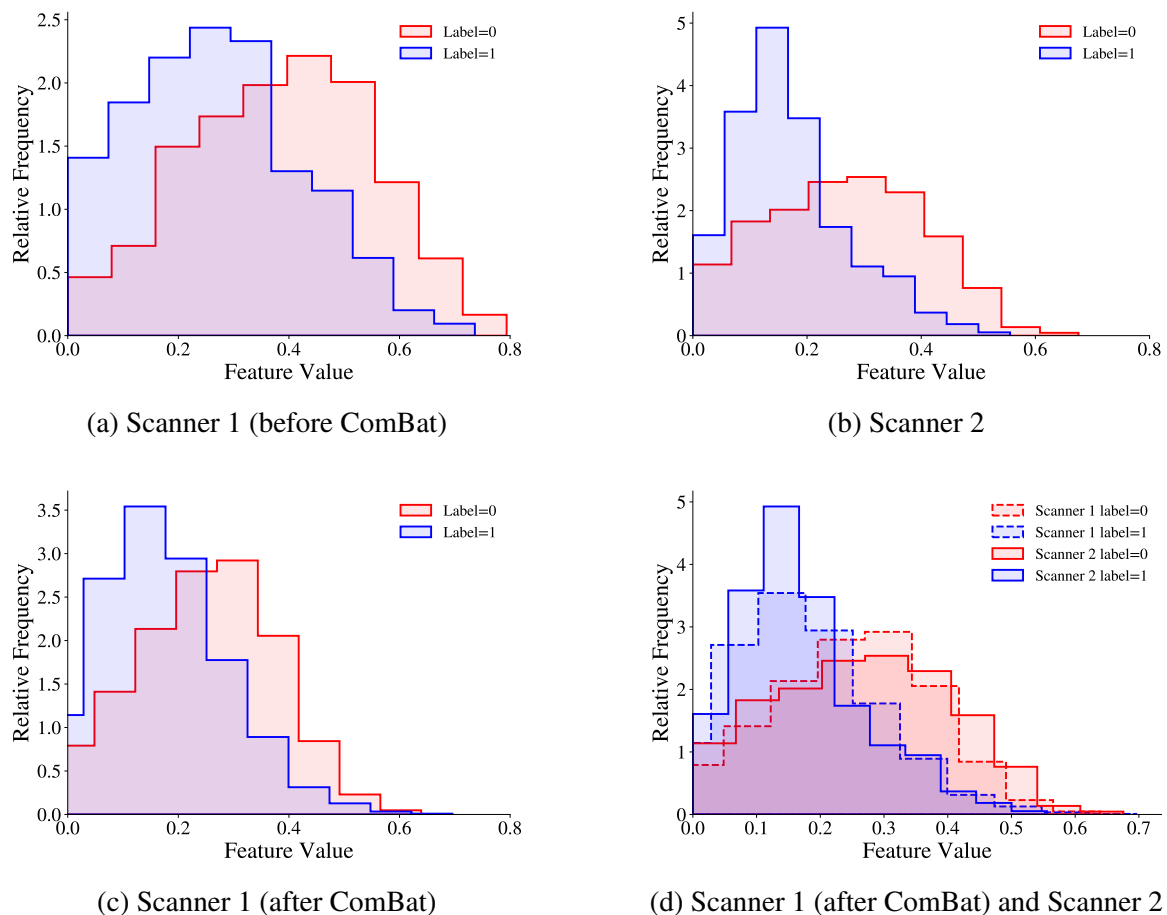 2.5
2.0
1.5
1.0
0.5
0.0
Relative Frequency
0.0 0.2 0.4 0.6 0.8
Feature Value
Label=0
Label=1
(a) Scanner 1 (before ComBat)
5
4
3
2
1
0
Relative Frequency
0.0 0.2 0.4 0.6 0.8
Feature Value
Label=0
Label=1
(b) Scanner 2
3.5
3.0
2.5
2.0
1.5
1.0
0.5
0.0
Relative Frequency
0.0 0.2 0.4 0.6 0.8
Feature Value
Label=0
Label=1
(c) Scanner 1 (after ComBat)
5
4
3
2
1
0
Relative Frequency
0.0 0.1 0.2 0.3 0.4 0.5 0.6 0.7
Feature Value
Scanner 1 label=0
Scanner 1 label=1
Scanner 2 label=0
Scanner 2 label=1
(d) Scanner 1 (after ComBat) and Scanner 2